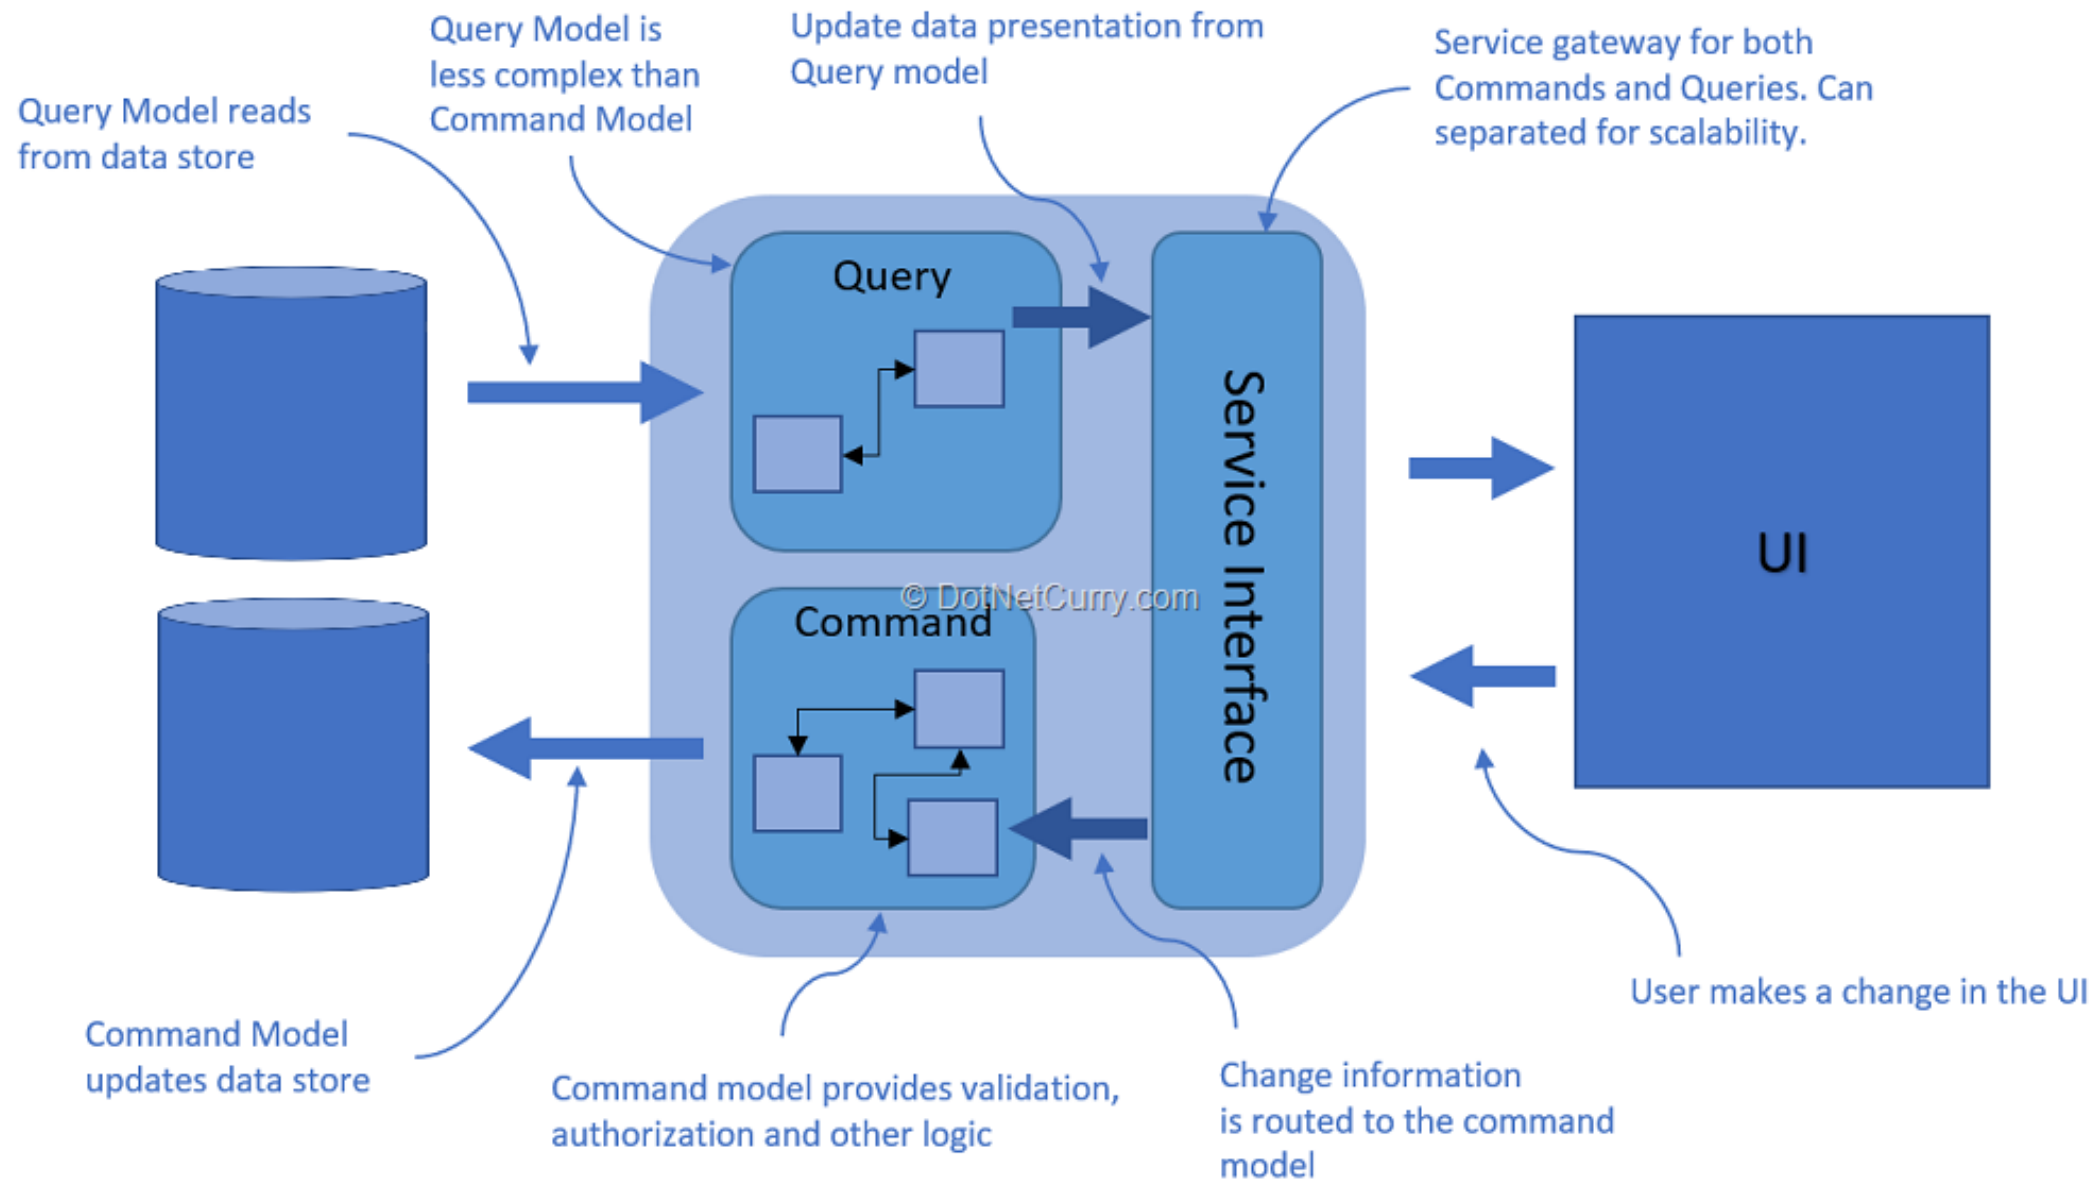 Query Model is
less complex than
Command Model
Update data presentation from
Query model
Service gateway for both
Commands and Queries. Can
separated for scalability.
Query Model reads
from data store
Query
Service Interface
UI
© DotNetCurry.com
Command
User makes a change in the UI
Command Model
updates data store
Command model provides validation,
authorization and other logic
Change information
is routed to the command
model